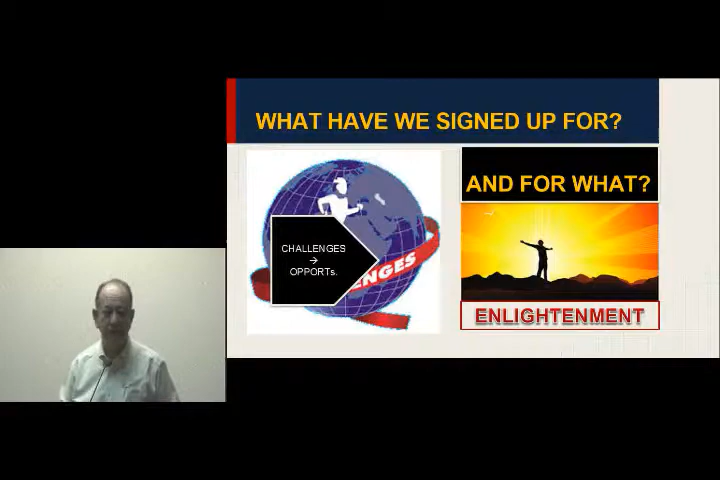 WHAT HAVE WE SIGNED UP FOR?
AND FOR WHAT?
CHALLENGES
→
OPPORTs.
ENGES
ENLIGHTENMENT